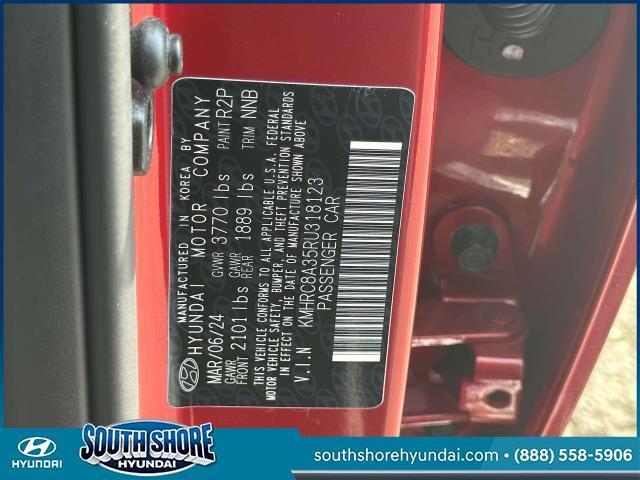 MANUFACTURED IN KOREA BY
HYUNDAI MOTOR COMPANY
MAR/06/24 GVWR 3770 lbs PAINT R2P
GAWR FRONT 2101 lbs GAWR REAR 1889 lbs TRIM NNB
THIS VEHICLE CONFORMS TO ALL APPLICABLE U.S.A. FEDERAL
MOTOR VEHICLE SAFETY, BUMPER, AND THEFT PREVENTION STANDARDS
IN EFFECT ON THE DATE OF MANUFACTURE SHOWN ABOVE
V.I.N KMHRC8A35RU318123
PASSENGER CAR
HYUNDAI
SOUTH SHORE
HYUNDAI
southshorehyundai.com • (888) 558-5906